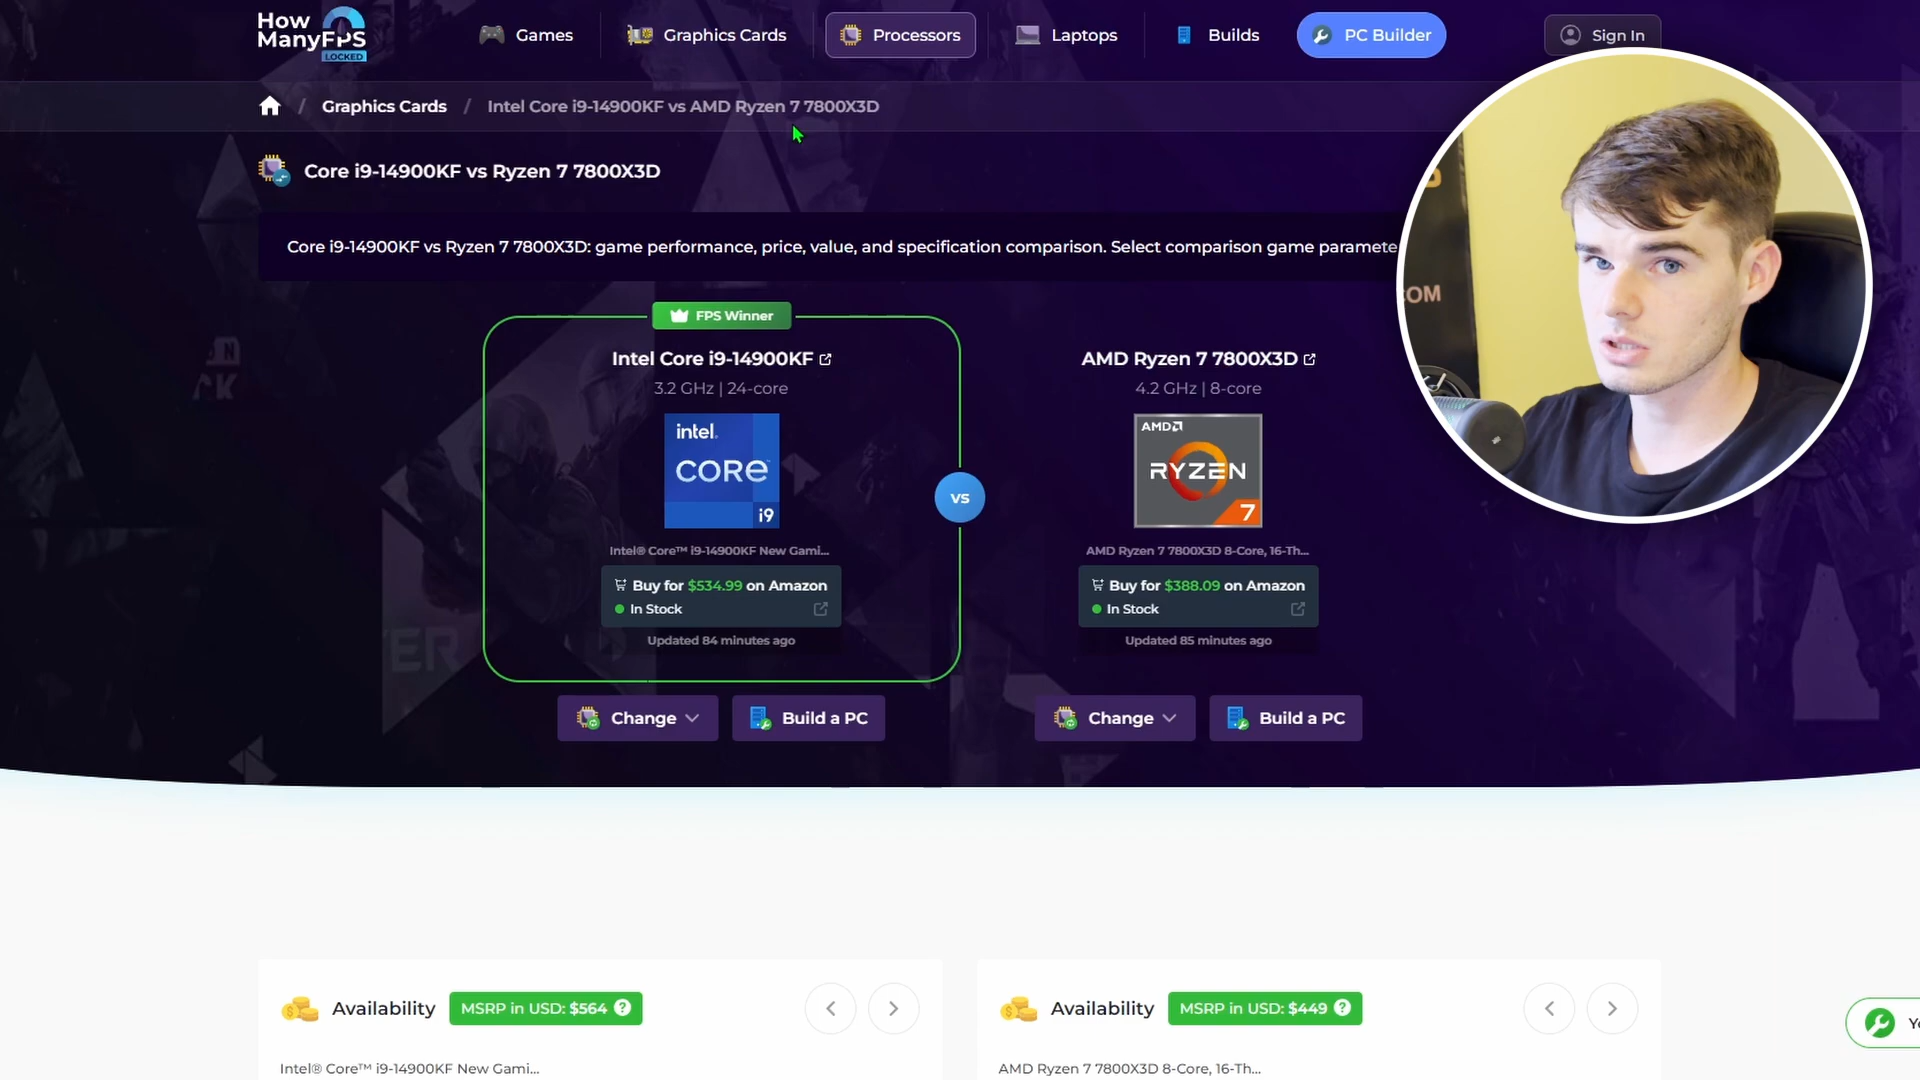 How
ManyFPS
LOCKED
Games
Graphics Cards
Processors
Laptops
Builds
PC Builder
Sign In
/ Graphics Cards / Intel Core i9-14900KF vs AMD Ryzen 7 7800X3D
Core i9-14900KF vs Ryzen 7 7800X3D
Core i9-14900KF vs Ryzen 7 7800X3D: game performance, price, value, and specification comparison. Select comparison game paramete
COM
FPS Winner
Intel Core i9-14900KF
3.2 GHz | 24-core
intel.
CORE
i9
Intel® Core™ i9-14900KF New Gami...
Buy for $534.99 on Amazon
In Stock
Updated 84 minutes ago
Change
Build a PC
VS
AMD Ryzen 7 7800X3D
4.2 GHz | 8-core
AMD
RYZEN
7
AMD Ryzen 7 7800X3D 8-Core, 16-Th...
Buy for $388.09 on Amazon
In Stock
Updated 85 minutes ago
Change
Build a PC
Availability
MSRP in USD: $564 ?
Intel® Core™ i9-14900KF New Gami...
Availability
MSRP in USD: $449 ?
AMD Ryzen 7 7800X3D 8-Core, 16-Th...